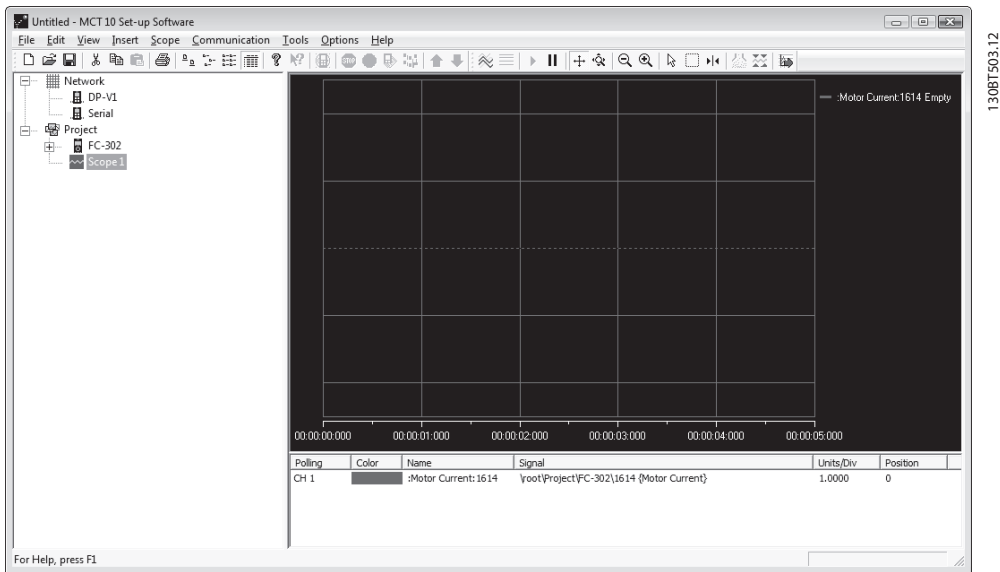 Untitled - MCT 10 Set-up Software
File Edit View Insert Scope Communication Tools Options Help
Network
DP-V1
Serial
Project
FC-302
Scope1
:Motor Current:1614 Empty
00:00:00:000 00:00:01:000 00:00:02:000 00:00:03:000 00:00:04:000 00:00:05:000
Polling Color Name Signal Units/Div Position
CH 1 :Motor Current:1614 \root\Project\FC-302\1614 {Motor Current} 1.0000 0
For Help, press F1
130BT503.12